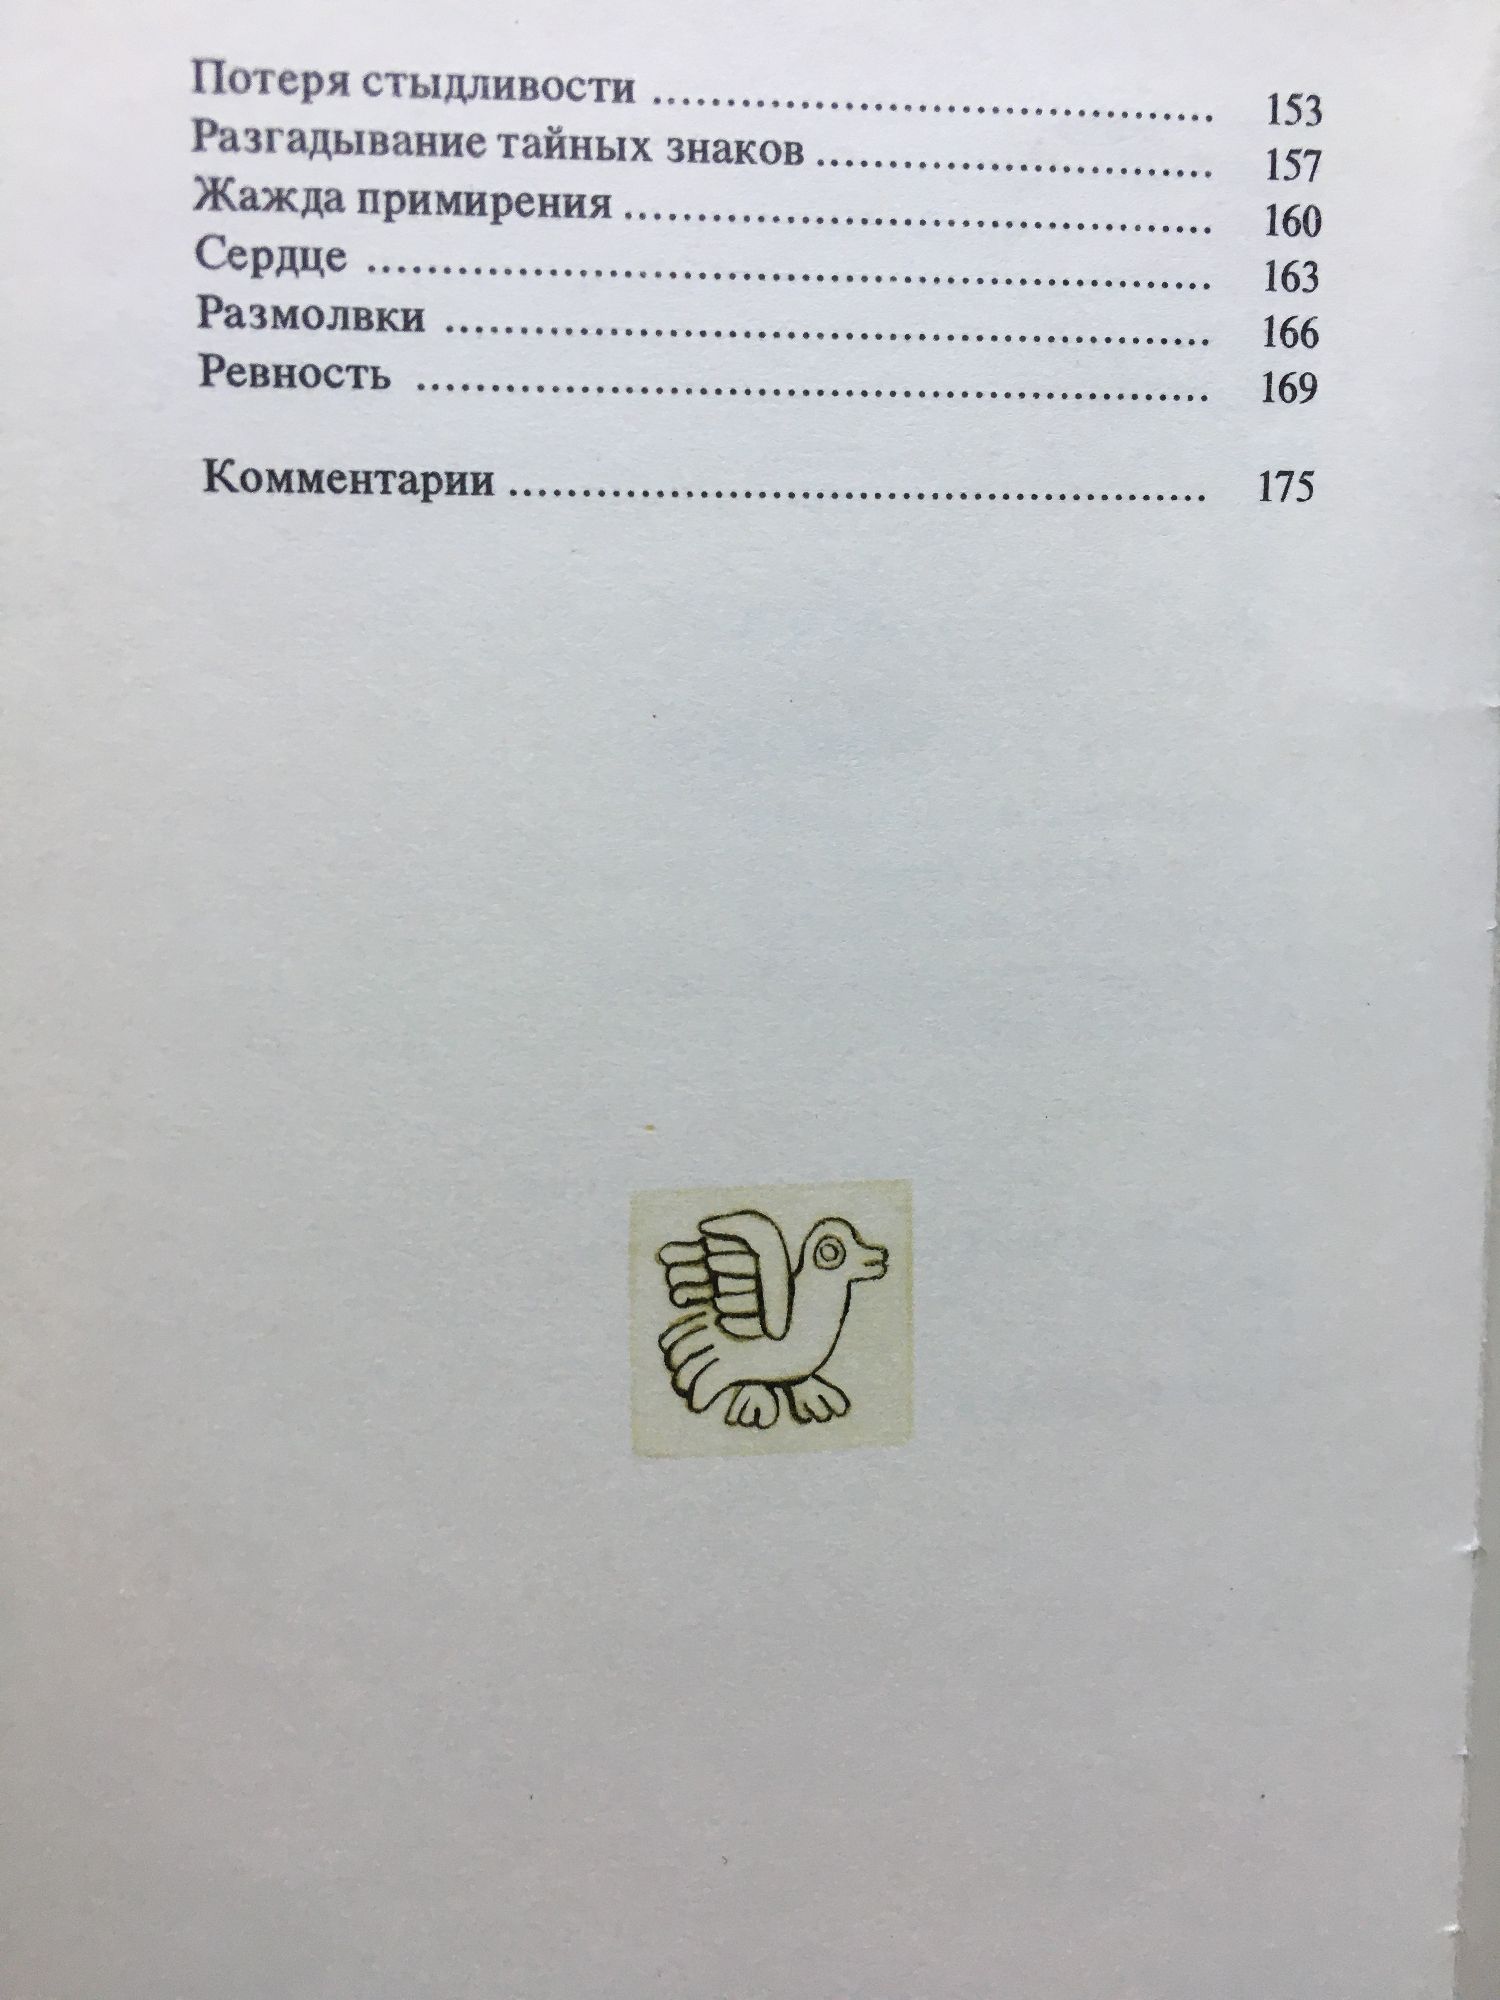 Потеря стыдливости ...................................... 153
Разгадывание тайных знаков ........................... 157
Жажда примирения ........................................ 160
Сердце ......................................................... 163
Размолвки .................................................... 166
Ревность ...................................................... 169
Комментарии ................................................ 175